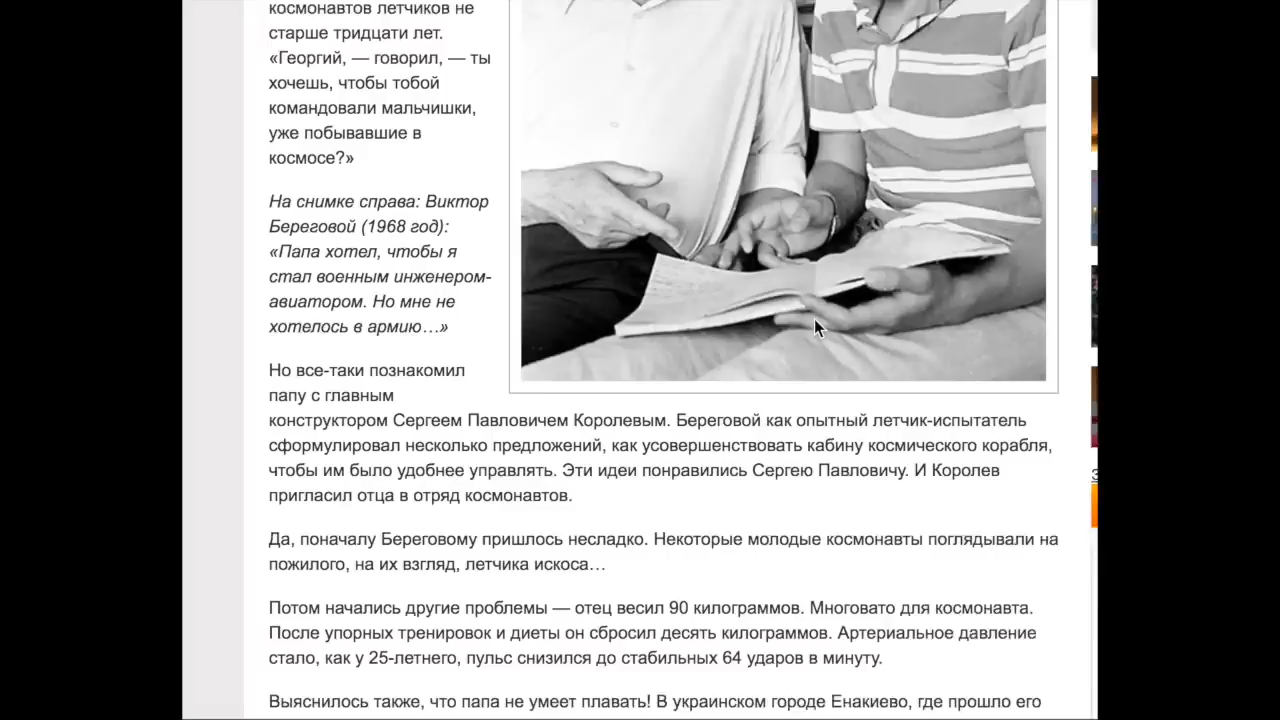 космонавтов летчиков не
старше тридцати лет.
«Георгий, — говорил, — ты
хочешь, чтобы тобой
командовали мальчишки,
уже побывавшие в
космосе?»
На снимке справа: Виктор
Береговой (1968 год):
«Папа хотел, чтобы я
стал военным инженером-
авиатором. Но мне не
хотелось в армию…»
Но все-таки познакомил
папу с главным
конструктором Сергеем Павловичем Королевым. Береговой как опытный летчик-испытатель
сформулировал несколько предложений, как усовершенствовать кабину космического корабля,
чтобы им было удобнее управлять. Эти идеи понравились Сергею Павловичу. И Королев
пригласил отца в отряд космонавтов.
Да, поначалу Береговому пришлось несладко. Некоторые молодые космонавты поглядывали на
пожилого, на их взгляд, летчика искоса…
Потом начались другие проблемы — отец весил 90 килограммов. Многовато для космонавта.
После упорных тренировок и диеты он сбросил десять килограммов. Артериальное давление
стало, как у 25-летнего, пульс снизился до стабильных 64 ударов в минуту.
Выяснилось также, что папа не умеет плавать! В украинском городе Енакиево, где прошло его